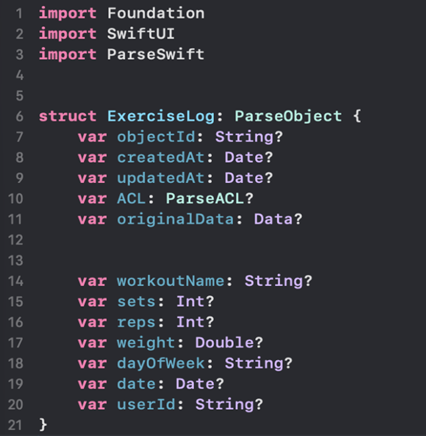 1 import Foundation
2 import SwiftUI
3 import ParseSwift
4
5
6 struct ExerciseLog: ParseObject {
7     var objectId: String?
8     var createdAt: Date?
9     var updatedAt: Date?
10     var ACL: ParseACL?
11     var originalData: Data?
12
13
14     var workoutName: String?
15     var sets: Int?
16     var reps: Int?
17     var weight: Double?
18     var dayOfWeek: String?
19     var date: Date?
20     var userId: String?
21 }